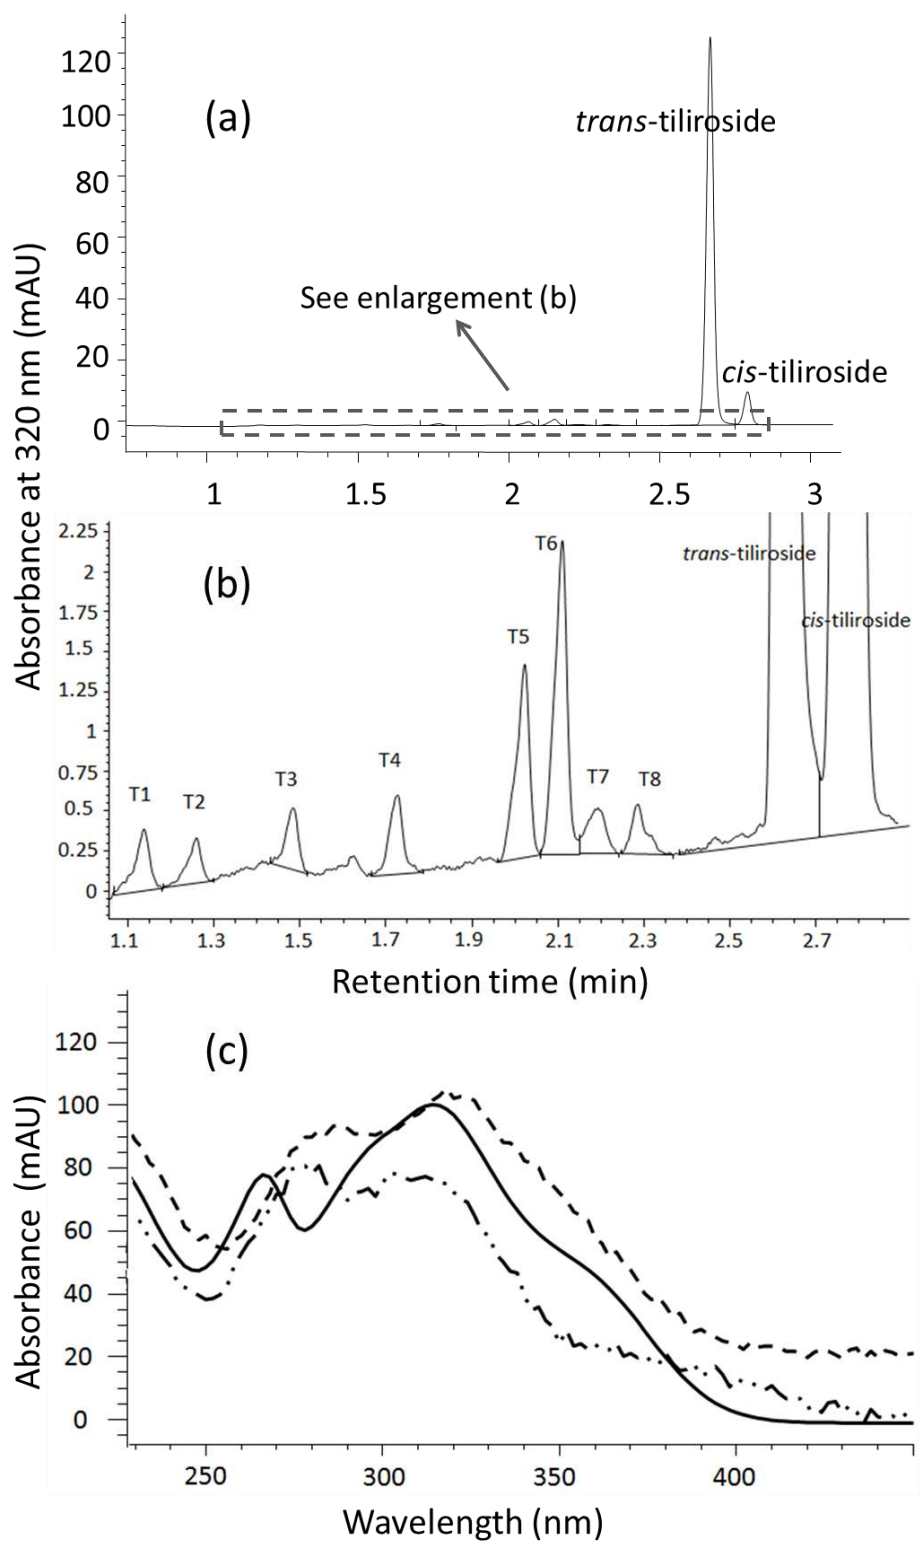 120
(a)
100
trans-tiliroside
80
60
See enlargement (b)
40
20
cis-tiliroside
0
1 1.5 2 2.5 3
Absorbance at 320 nm (mAU)
2.25
T6
trans-tiliroside
2
(b)
1.75
cis-tiliroside
T5
1.5
1.25
1
T4
0.75
T3
T7 T8
T1
T2
0.5
0.25
0
1.1 1.3 1.5 1.7 1.9 2.1 2.3 2.5 2.7
Retention time (min)
(c)
120
100
80
60
40
20
0
Absorbance (mAU)
250 300 350 400
Wavelength (nm)